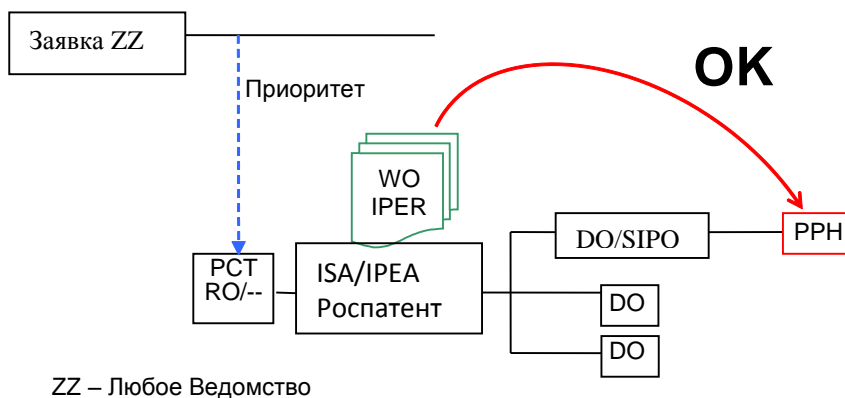 Заявка ZZ
OK
Приоритет
WO
IPER
DO/SIPO
PPH
PCT
RO/--
ISA/IPEA
Роспатент
DO
DO
ZZ – Любое Ведомство